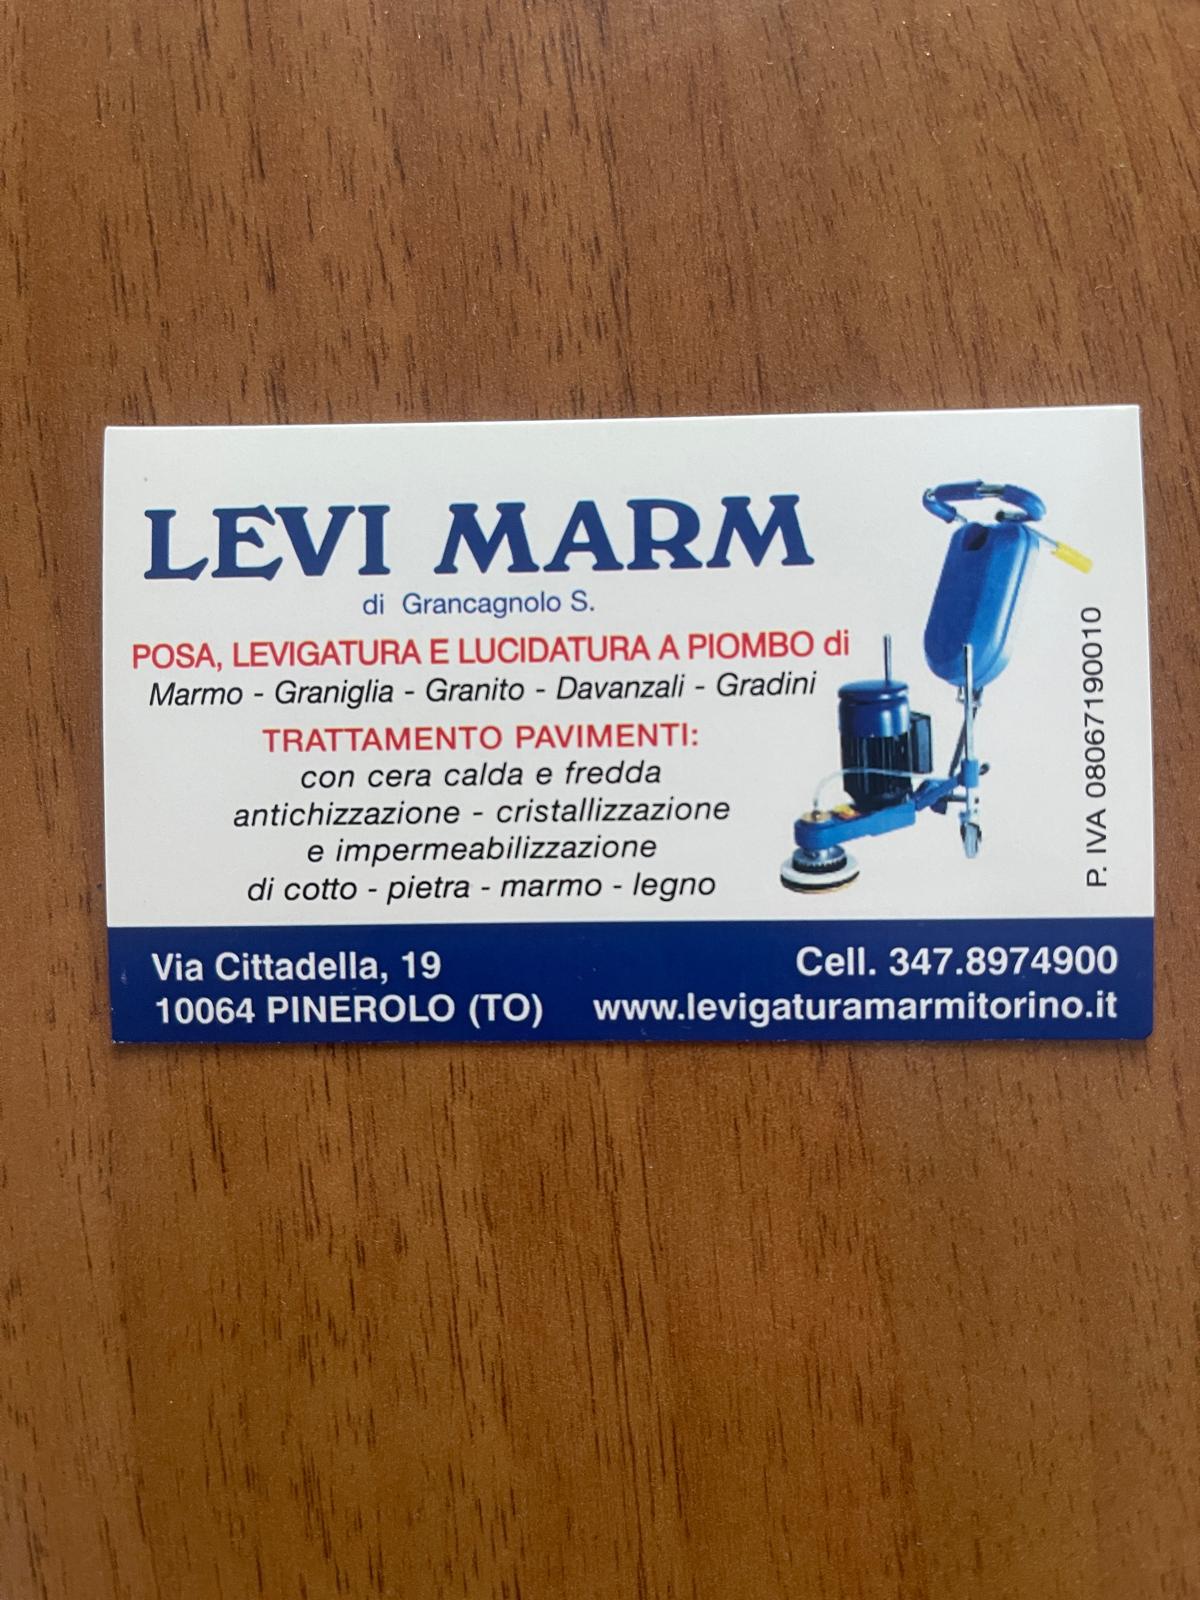 LEVI MARM
di Grancagnolo S.
POSA, LEVIGATURA E LUCIDATURA A PIOMBO di
Marmo - Graniglia - Granito - Davanzali - Gradini
TRATTAMENTO PAVIMENTI:
con cera calda e fredda
antichizzazione - cristallizzazione
e impermeabilizzazione
di cotto - pietra - marmo - legno
P. IVA 08067190010
Via Cittadella, 19
10064 PINEROLO (TO)
Cell. 347.8974900
www.levigaturamarmitorino.it